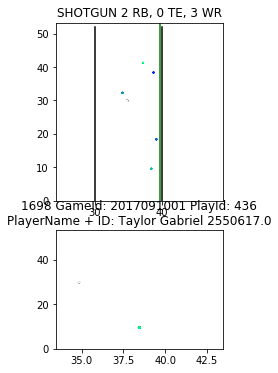 SHOTGUN 2 RB, 0 TE, 3 WR
50
40
30
20
10
0
30 40
1698 GameId: 2017091001 PlayId: 436
PlayerName + ID: Taylor Gabriel 2550617.0
40
20
0
35.0 37.5 40.0 42.5